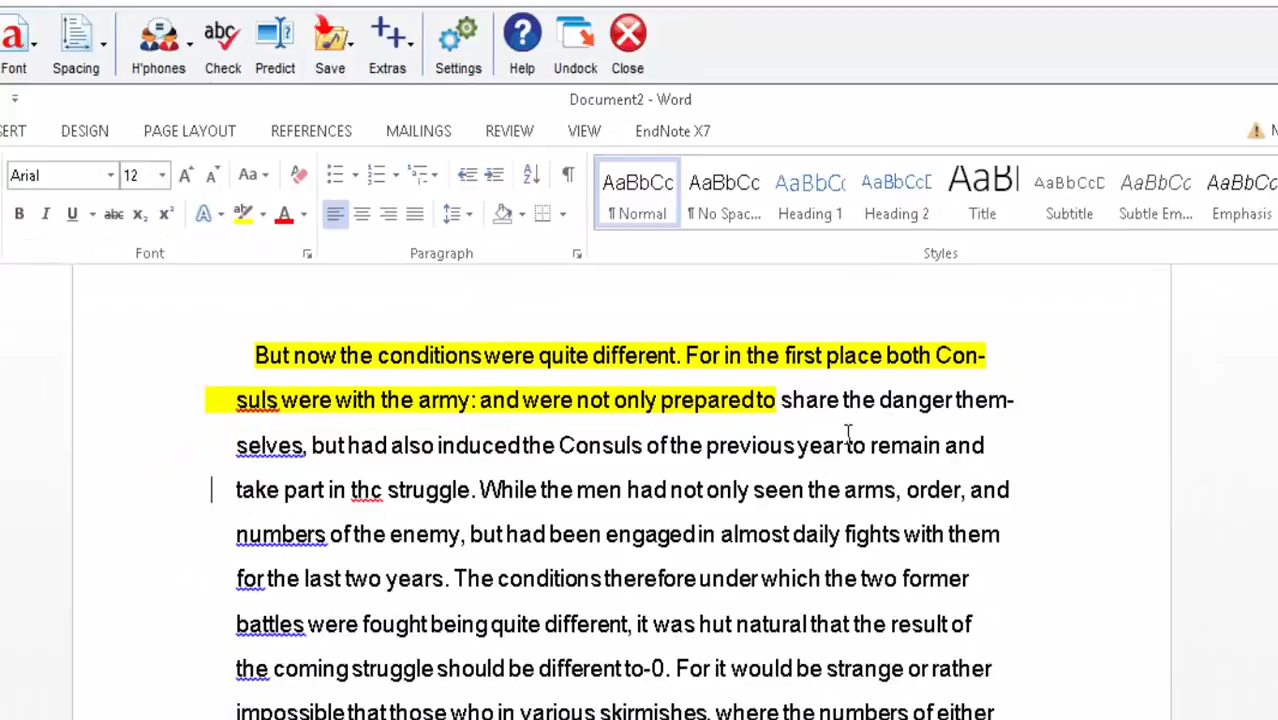 Font Spacing H'phones Check Predict Save Extras Settings Help Undock Close
Document2 - Word
ERT DESIGN PAGE LAYOUT REFERENCES MAILINGS REVIEW VIEW EndNote X7
Arial 12 Aa
AaBbCc AaBbCc AaBbC AaBbCcD AaB AaBbCcD AaBbCc AaBbCc
B I U abc x₂ x² A ab A
¶ Normal ¶ No Spac... Heading 1 Heading 2 Title Subtitle Subtle Em... Emphasis
Font Paragraph Styles
But now the conditions were quite different. For in the first place both Con-
suls were with the army: and were not only prepared to share the danger them-
selves, but had also induced the Consuls of the previous year to remain and
take part in thc struggle. While the men had not only seen the arms, order, and
numbers of the enemy, but had been engaged in almost daily fights with them
for the last two years. The conditions therefore under which the two former
battles were fought being quite different, it was hut natural that the result of
the coming struggle should be different to-0. For it would be strange or rather
impossible that those who in various skirmishes, where the numbers of either